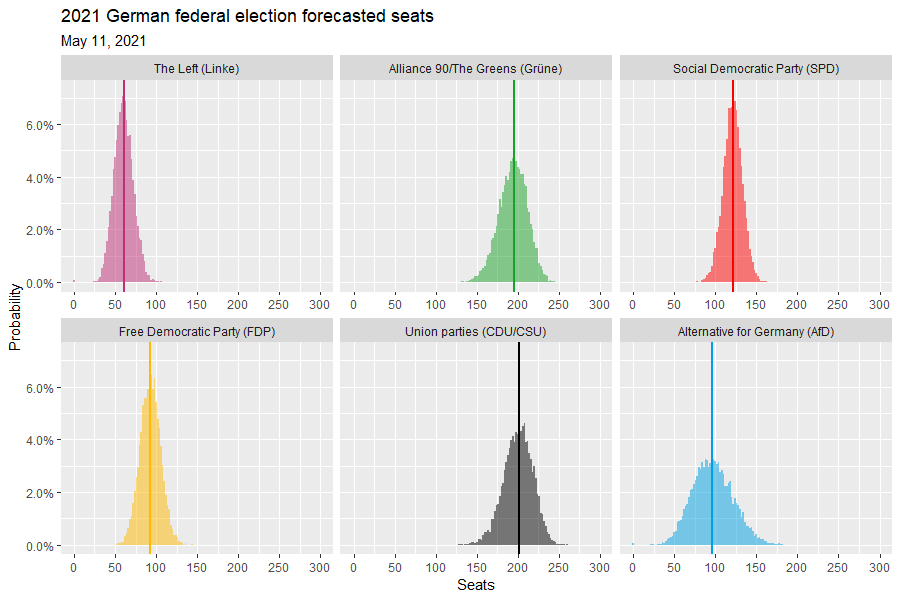 2021 German federal election forecasted seats
May 11, 2021
The Left (Linke)
Alliance 90/The Greens (Grüne)
Social Democratic Party (SPD)
6.0%
4.0%
2.0%
0.0%
0 50 100 150 200 250 300
0 50 100 150 200 250 300
0 50 100 150 200 250 300
Probability
Free Democratic Party (FDP)
Union parties (CDU/CSU)
Alternative for Germany (AfD)
6.0%
4.0%
2.0%
0.0%
0 50 100 150 200 250 300
0 50 100 150 200 250 300
0 50 100 150 200 250 300
Seats